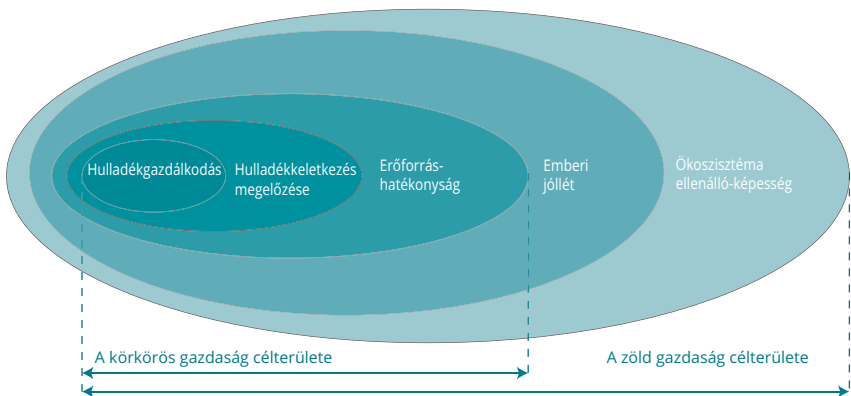 Hulladékgazdálkodás
Hulladékkeletkezés
megelőzése
Erőforrás-
hatékonyság
Emberi
jóllét
Ökoszisztéma
ellenálló-képesség
A körkörös gazdaság célterülete
A zöld gazdaság célterülete